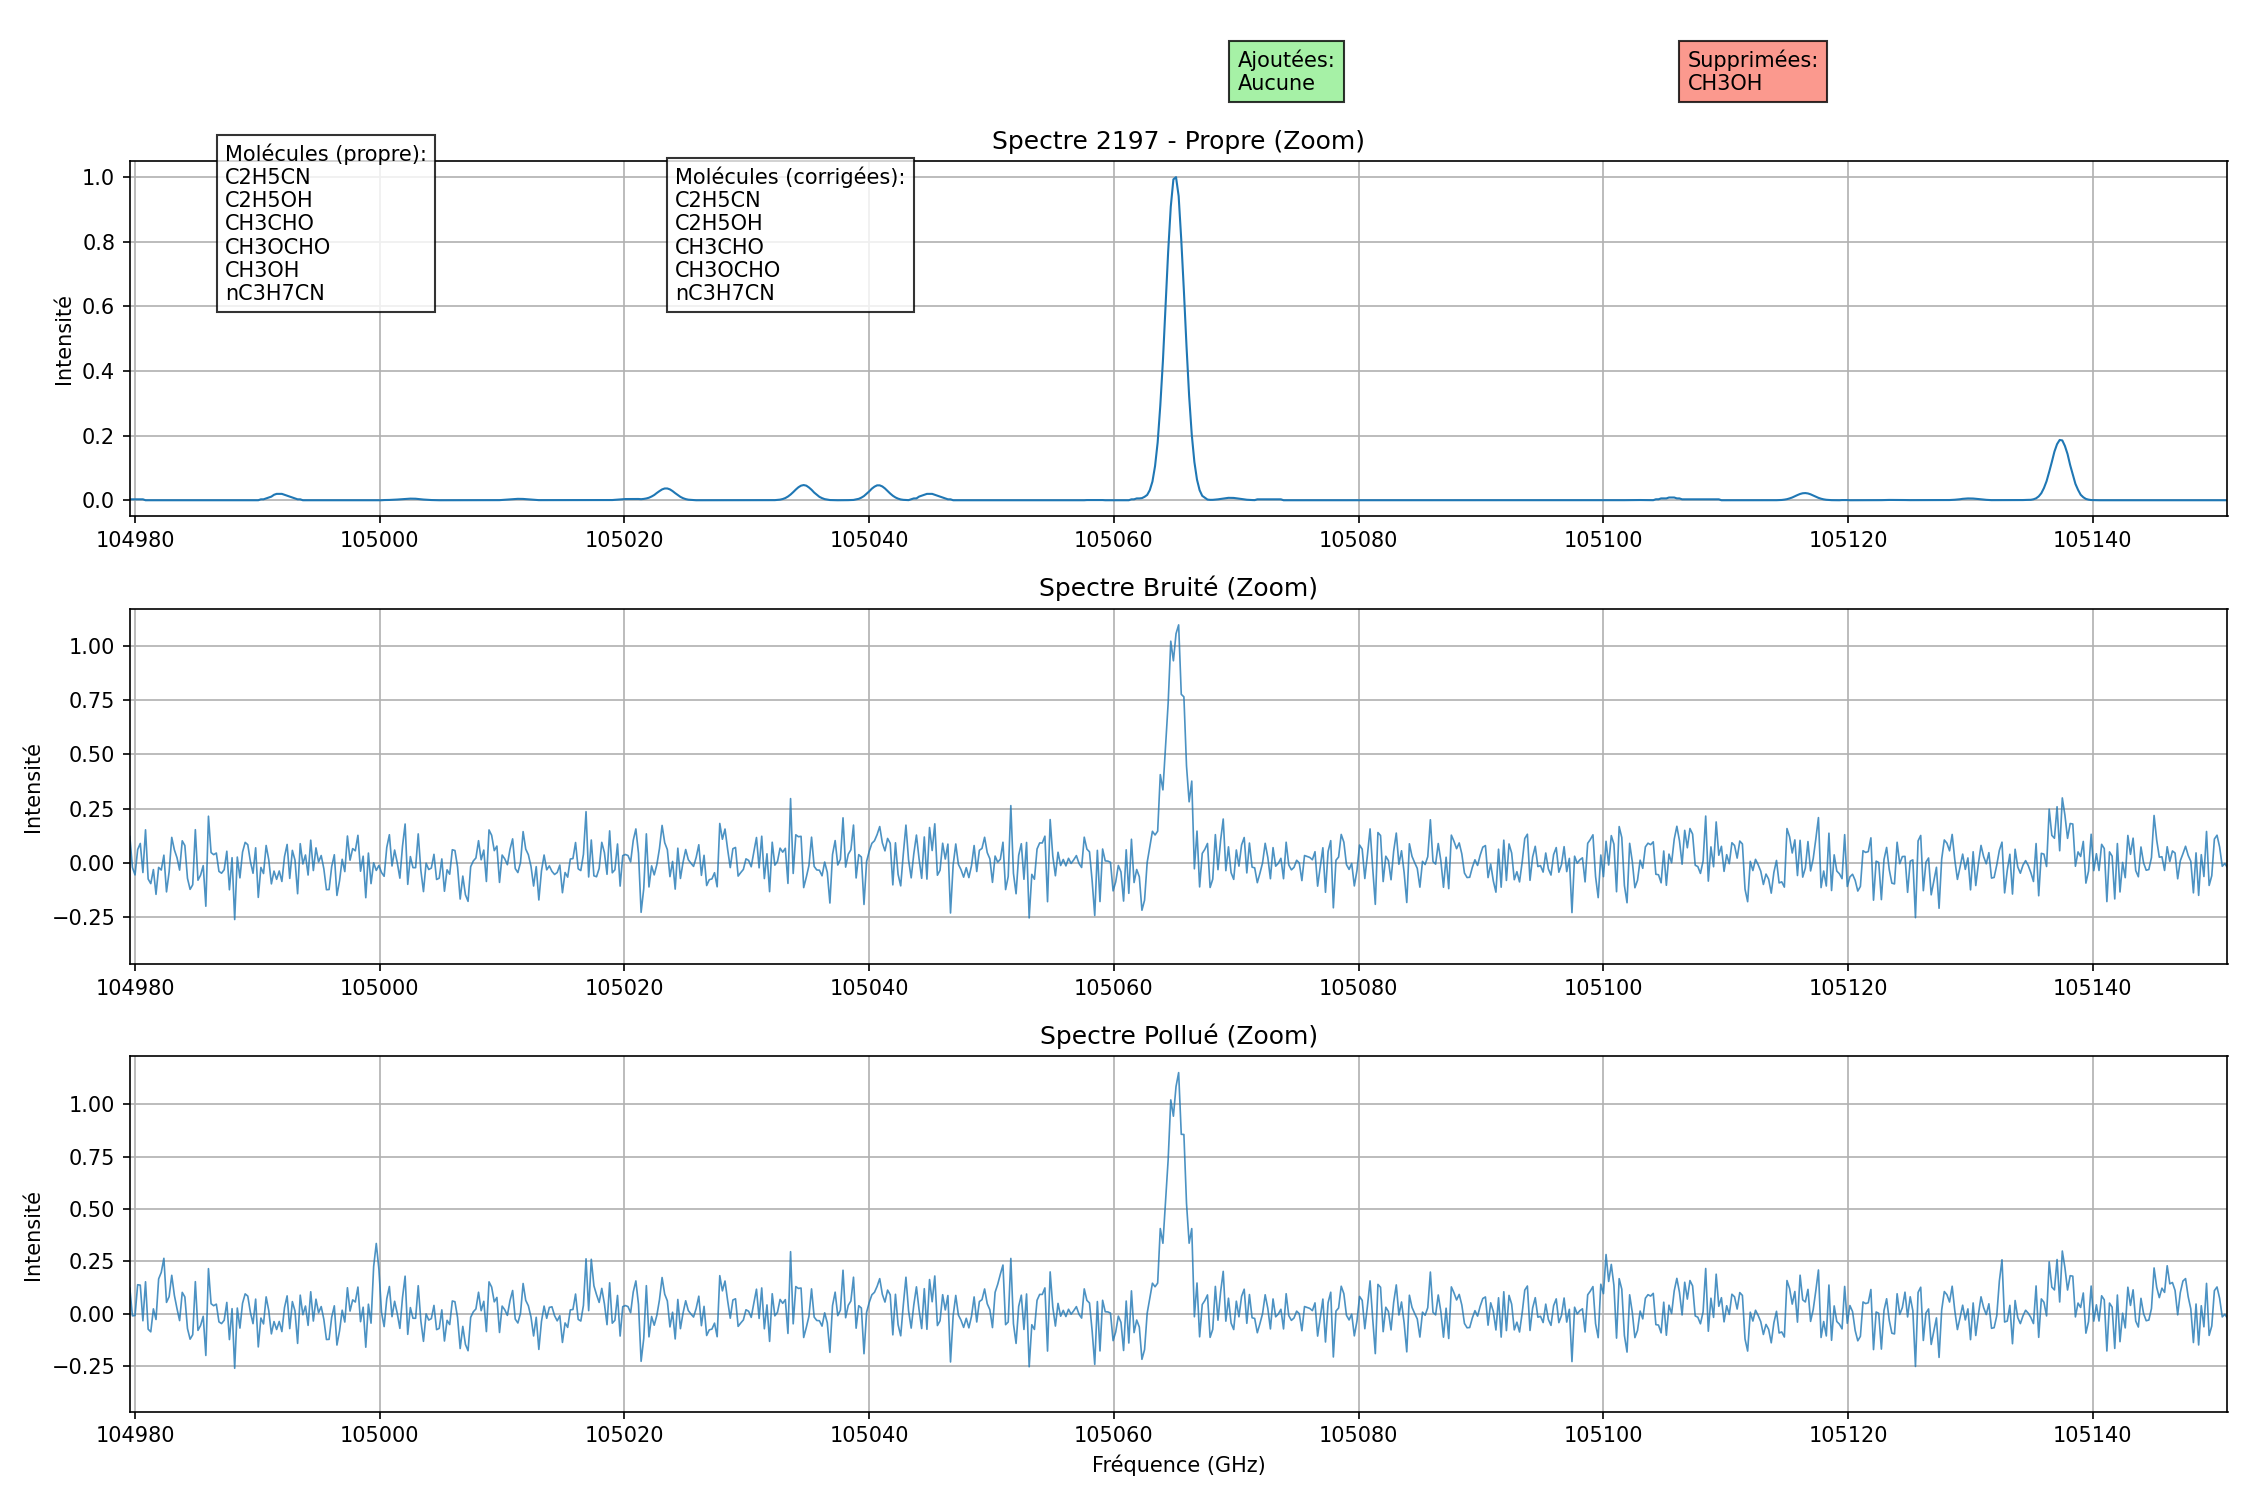 Ajoutées:
Aucune
Supprimées:
CH3OH
Spectre 2197 - Propre (Zoom)
Molécules (propre):
C2H5CN
C2H5OH
CH3CHO
CH3OCHO
CH3OH
nC3H7CN
Molécules (corrigées):
C2H5CN
C2H5OH
CH3CHO
CH3OCHO
nC3H7CN
Intensité
1.0
0.8
0.6
0.4
0.2
0.0
104980 105000 105020 105040 105060 105080 105100 105120 105140
Spectre Bruité (Zoom)
Intensité
1.00
0.75
0.50
0.25
0.00
−0.25
104980 105000 105020 105040 105060 105080 105100 105120 105140
Spectre Pollué (Zoom)
Intensité
1.00
0.75
0.50
0.25
0.00
−0.25
104980 105000 105020 105040 105060 105080 105100 105120 105140
Fréquence (GHz)